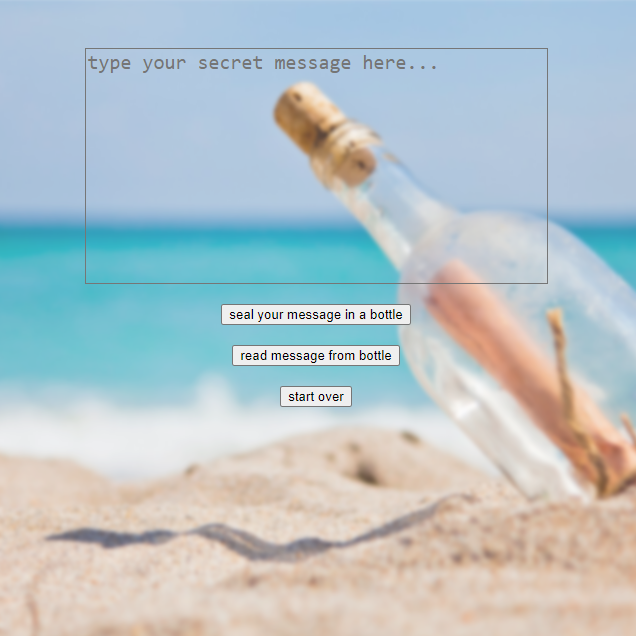 type your secret message here...
seal your message in a bottle
read message from bottle
start over